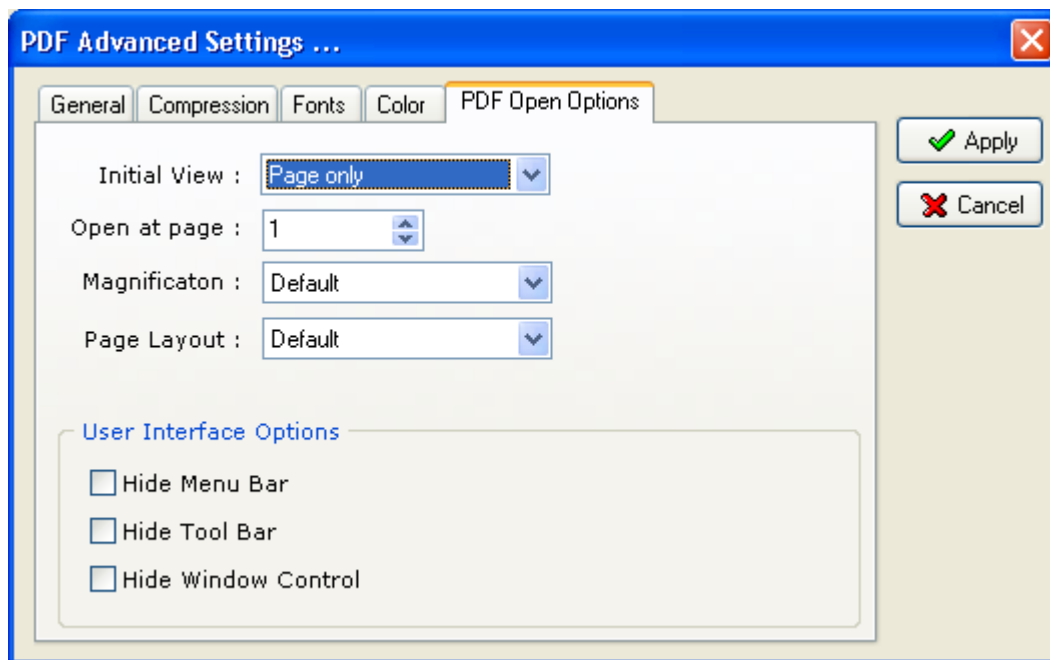 PDF Advanced Settings ...
General Compression Fonts Color PDF Open Options
Apply
Initial View : Page only
Cancel
Open at page : 1
Magnificaton : Default
Page Layout : Default
User Interface Options
Hide Menu Bar
Hide Tool Bar
Hide Window Control